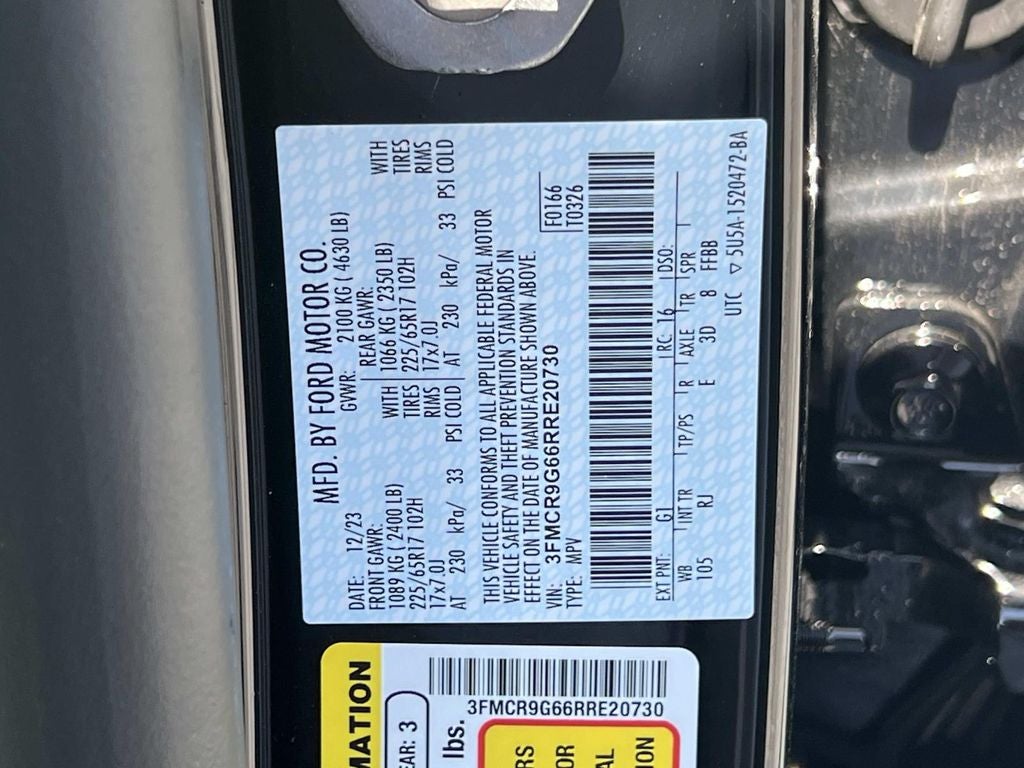 MFD. BY FORD MOTOR CO.
DATE: 12/23 GVWR: 2100 KG ( 4630 LB)
FRONT GAWR: REAR GAWR:
1089 KG ( 2400 LB) WITH 1066 KG ( 2350 LB) WITH
225/65R17 102H TIRES 225/65R17 102H TIRES
17x7.0J RIMS 17x7.0J RIMS
AT 230 kPa/ 33 PSI COLD AT 230 kPa/ 33 PSI COLD
THIS VEHICLE CONFORMS TO ALL APPLICABLE FEDERAL MOTOR
VEHICLE SAFETY AND THEFT PREVENTION STANDARDS IN
EFFECT ON THE DATE OF MANUFACTURE SHOWN ABOVE.
VIN: 3FMCR9G66RRE20730 F0166
TYPE: MPV T0326
EXT PNT: G1 RC: 16 DSO:
WB INT TR TP/PS R AXLE TR SPR
105 RJ E 3D 8 FFBB
UTC ▽ 5U5A-1520472-BA
MATION
EAR: 3
lbs.
3FMCR9G66RRE20730
RS
OR
AL
ION